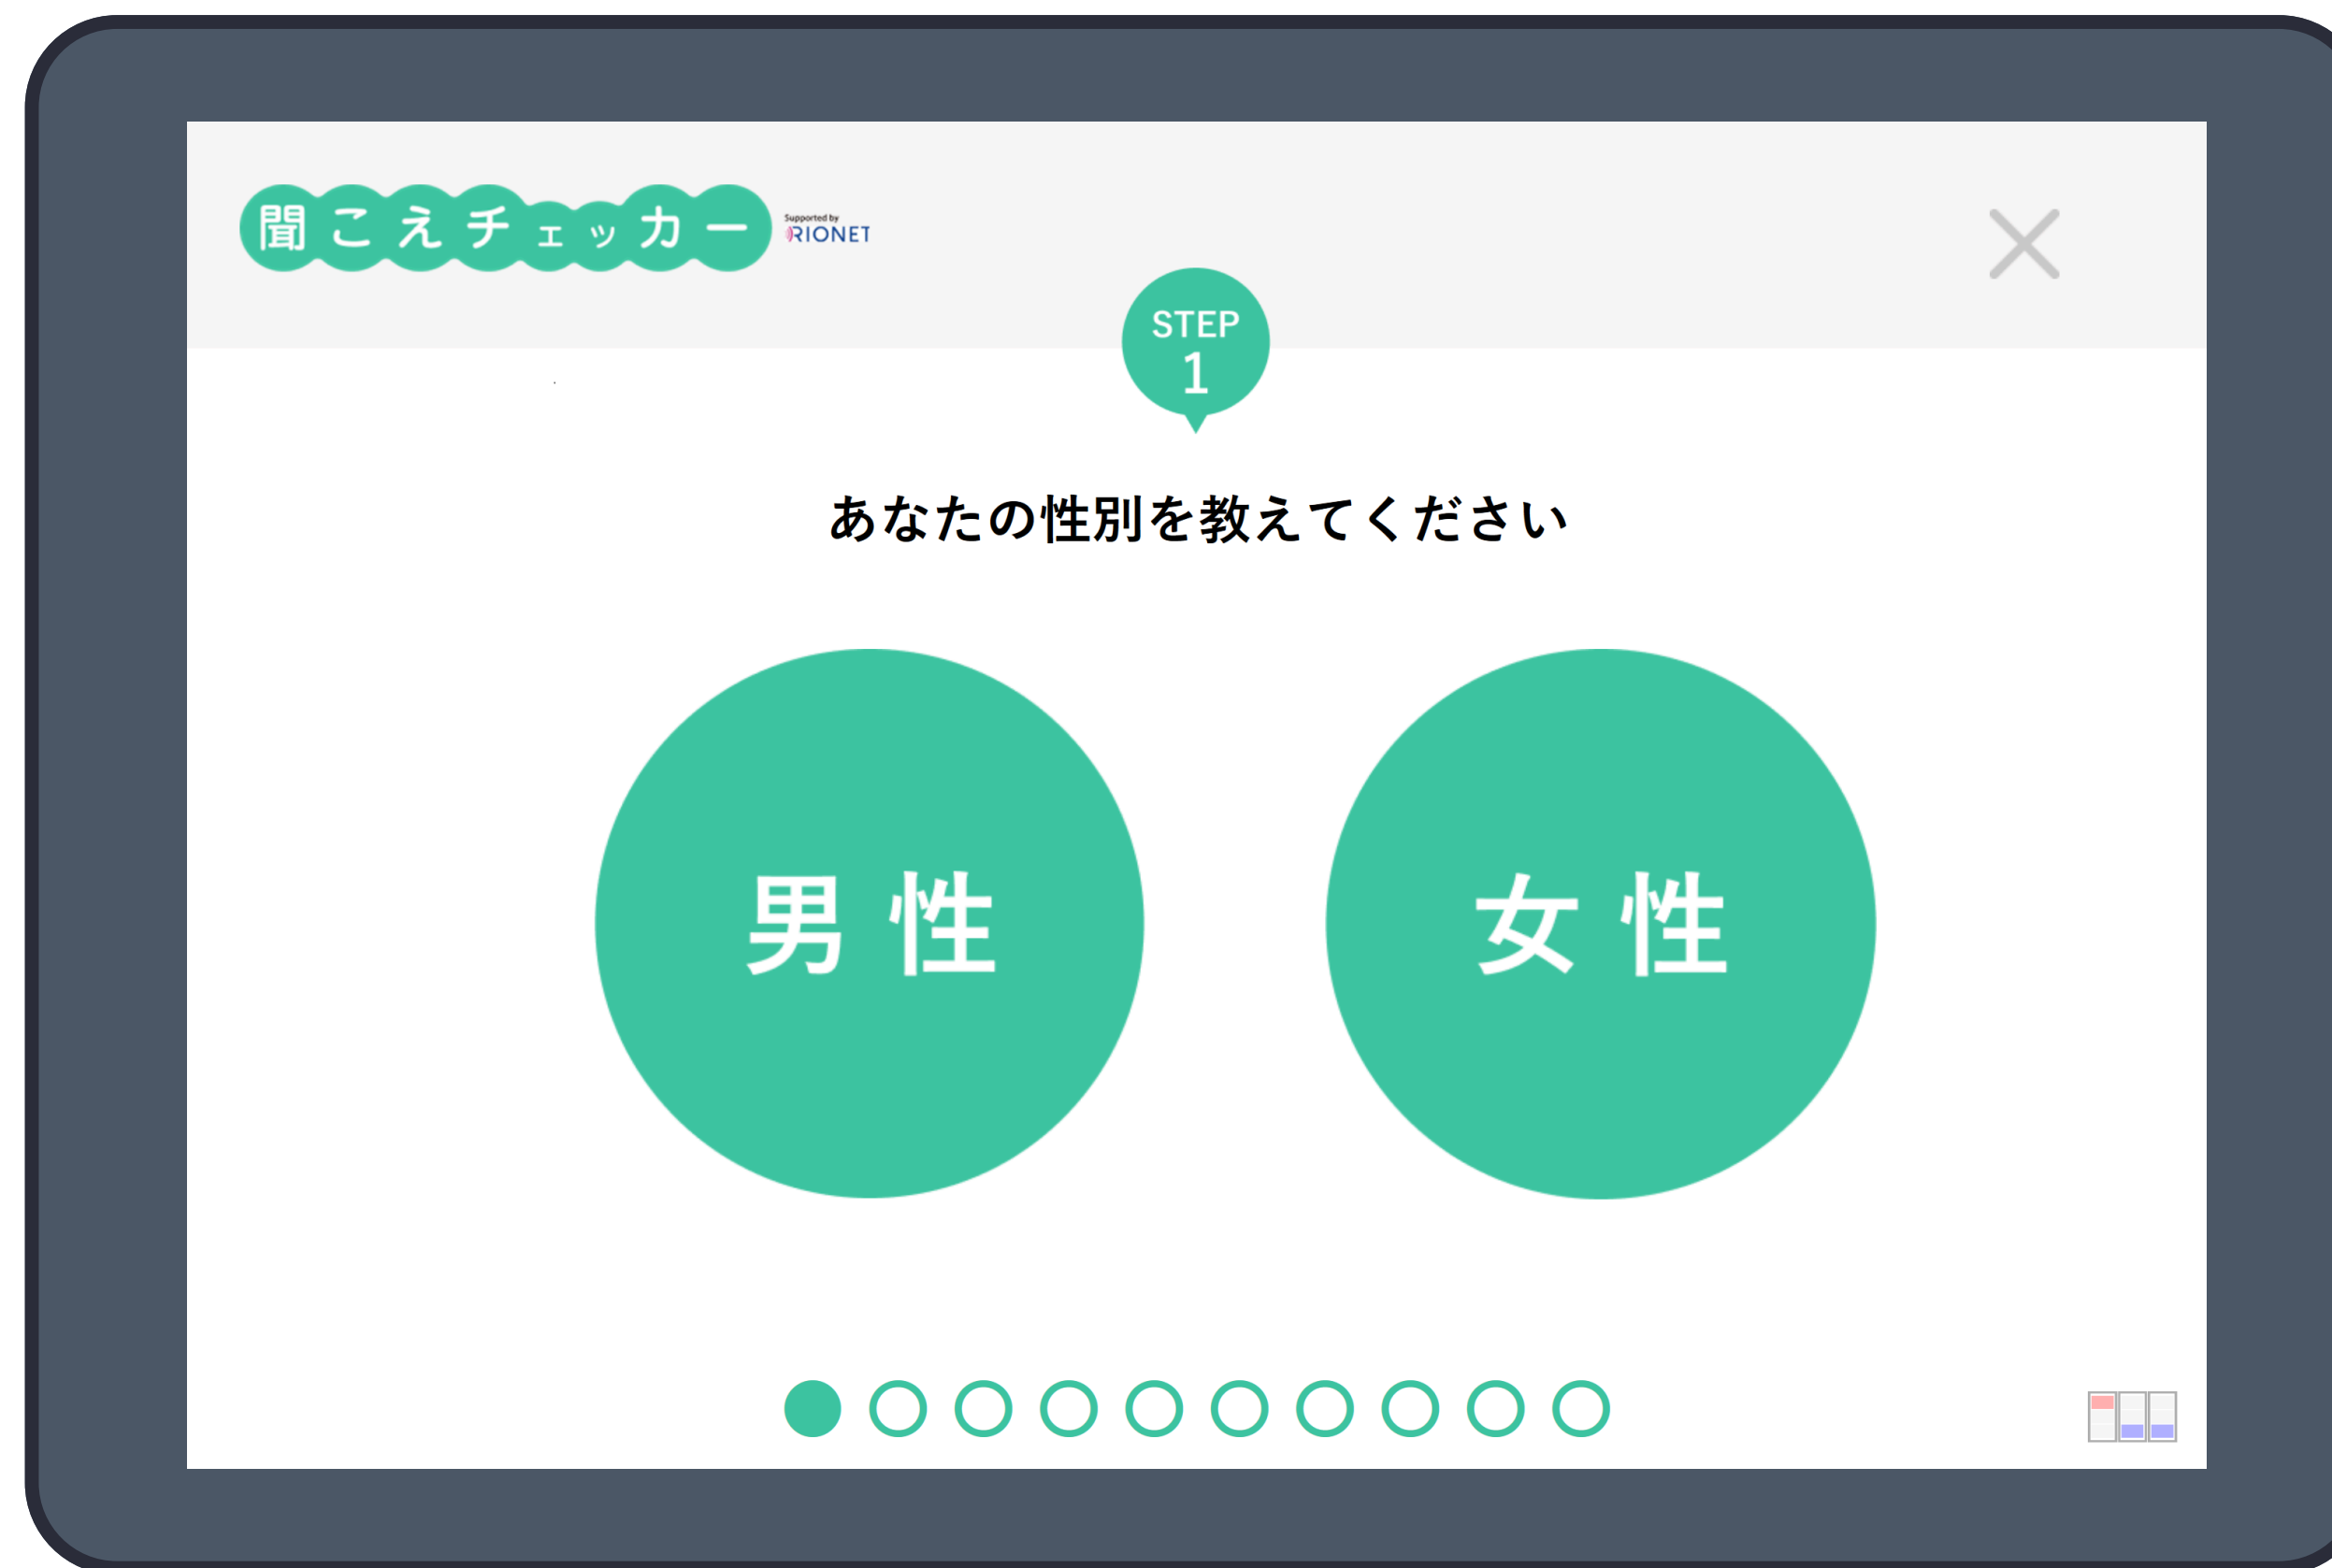 聞こえチェッカー
Supported by
RIONET
STEP
1
あなたの性別を教えてください
男性
女性